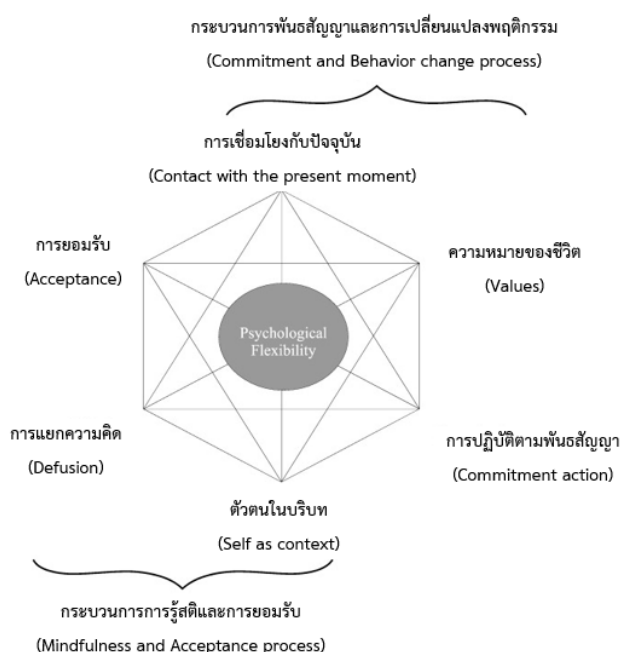 กระบวนการพันธสัญญาและการเปลี่ยนแปลงพฤติกรรม
(Commitment and Behavior change process)
การเชื่อมโยงกับปัจจุบัน
(Contact with the present moment)
การยอมรับ
(Acceptance)
ความหมายของชีวิต
(Values)
Psychological
Flexibility
การแยกความคิด
(Defusion)
การปฏิบัติตามพันธสัญญา
(Commitment action)
ตัวตนในบริบท
(Self as context)
กระบวนการการรู้สติและการยอมรับ
(Mindfulness and Acceptance process)